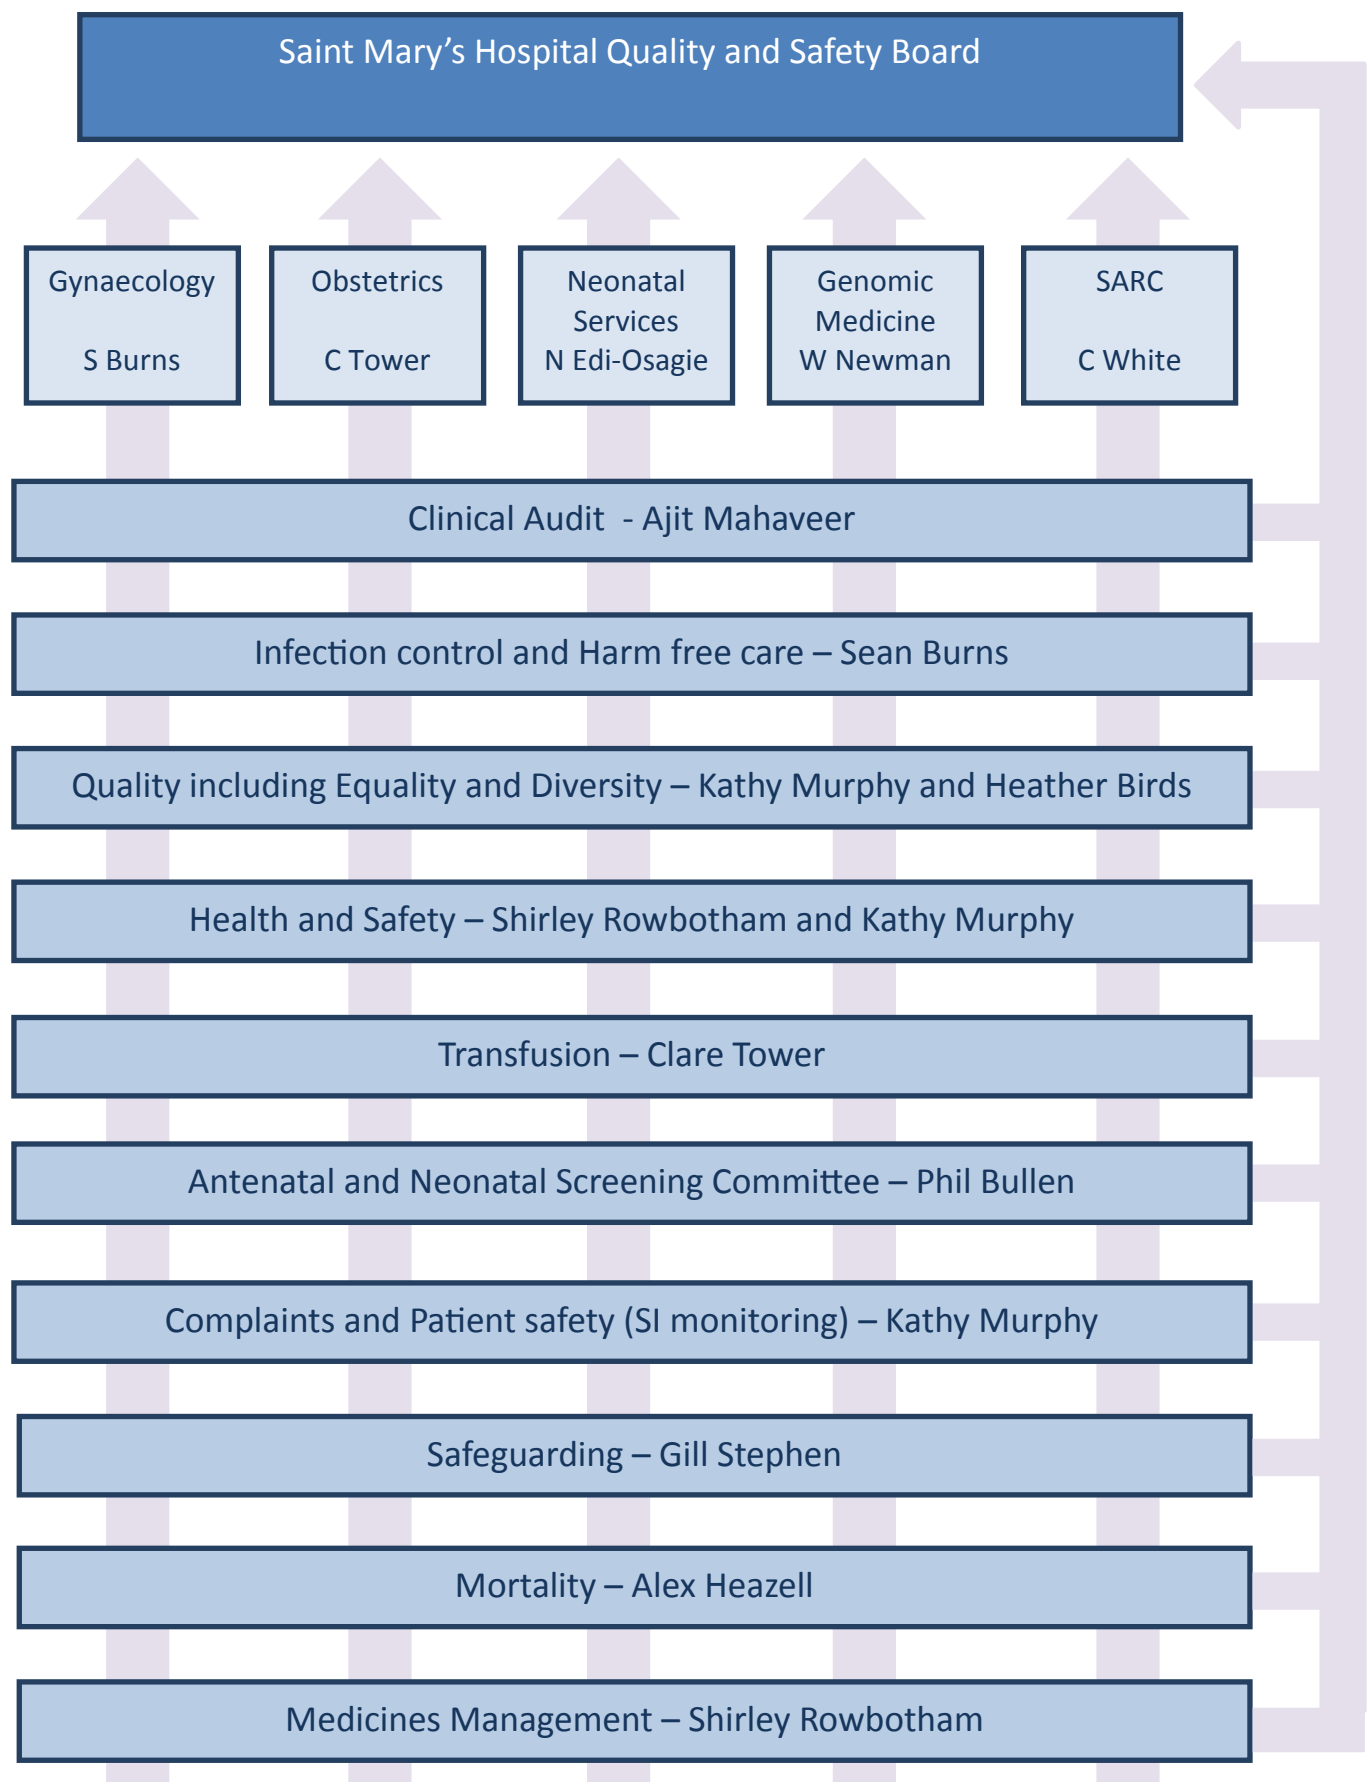 Saint Mary’s Hospital Quality and Safety Board
Gynaecology
S Burns
Obstetrics
C Tower
Neonatal
Services
N Edi-Osagie
Genomic
Medicine
W Newman
SARC
C White
Clinical Audit  - Ajit Mahaveer
Infection control and Harm free care – Sean Burns
Quality including Equality and Diversity – Kathy Murphy and Heather Birds
Health and Safety – Shirley Rowbotham and Kathy Murphy
Transfusion – Clare Tower
Antenatal and Neonatal Screening Committee – Phil Bullen
Complaints and Patient safety (SI monitoring) – Kathy Murphy
Safeguarding – Gill Stephen
Mortality – Alex Heazell
Medicines Management – Shirley Rowbotham